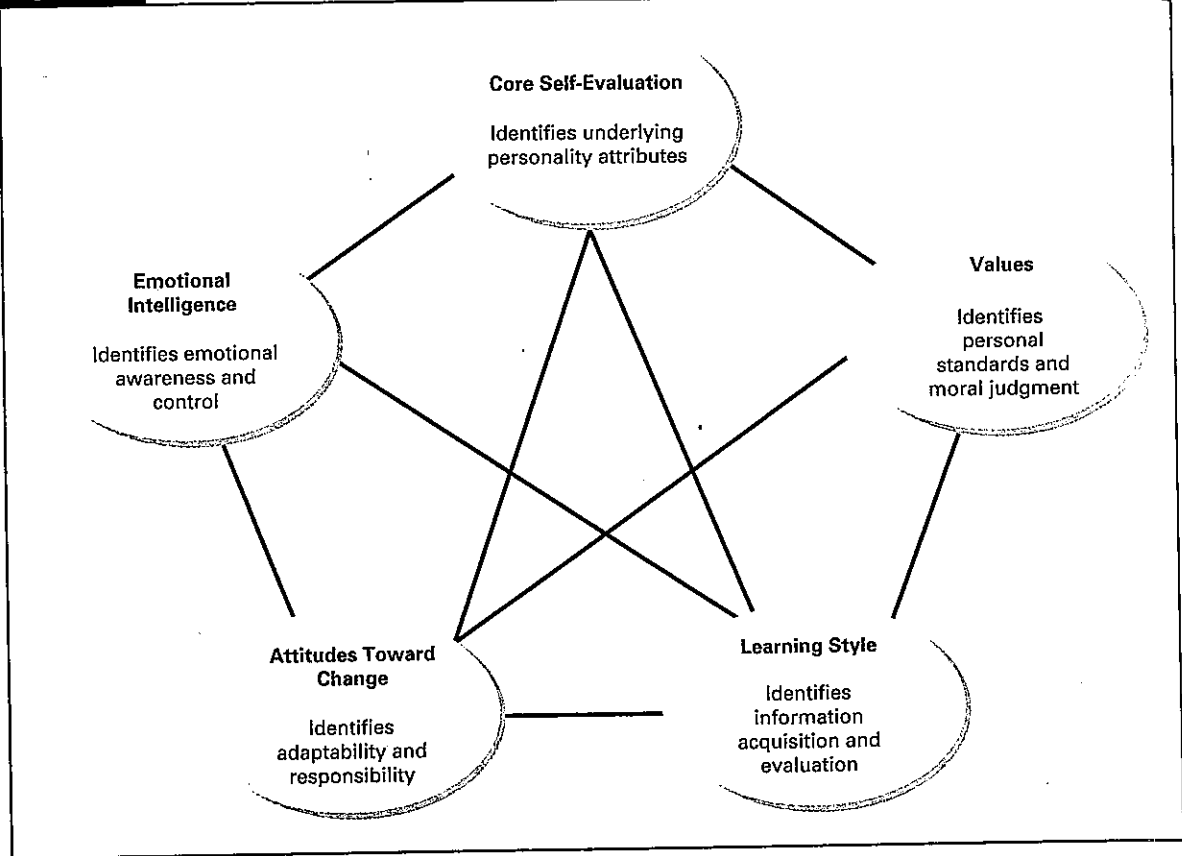 Core Self-Evaluation
Identifies underlying
personality attributes
Emotional
Intelligence
Identifies emotional
awareness and
control
Values
Identifies
personal
standards and
moral judgment
Attitudes Toward
Change
Identifies
adaptability and
responsibility
Learning Style
Identifies
information
acquisition and
evaluation